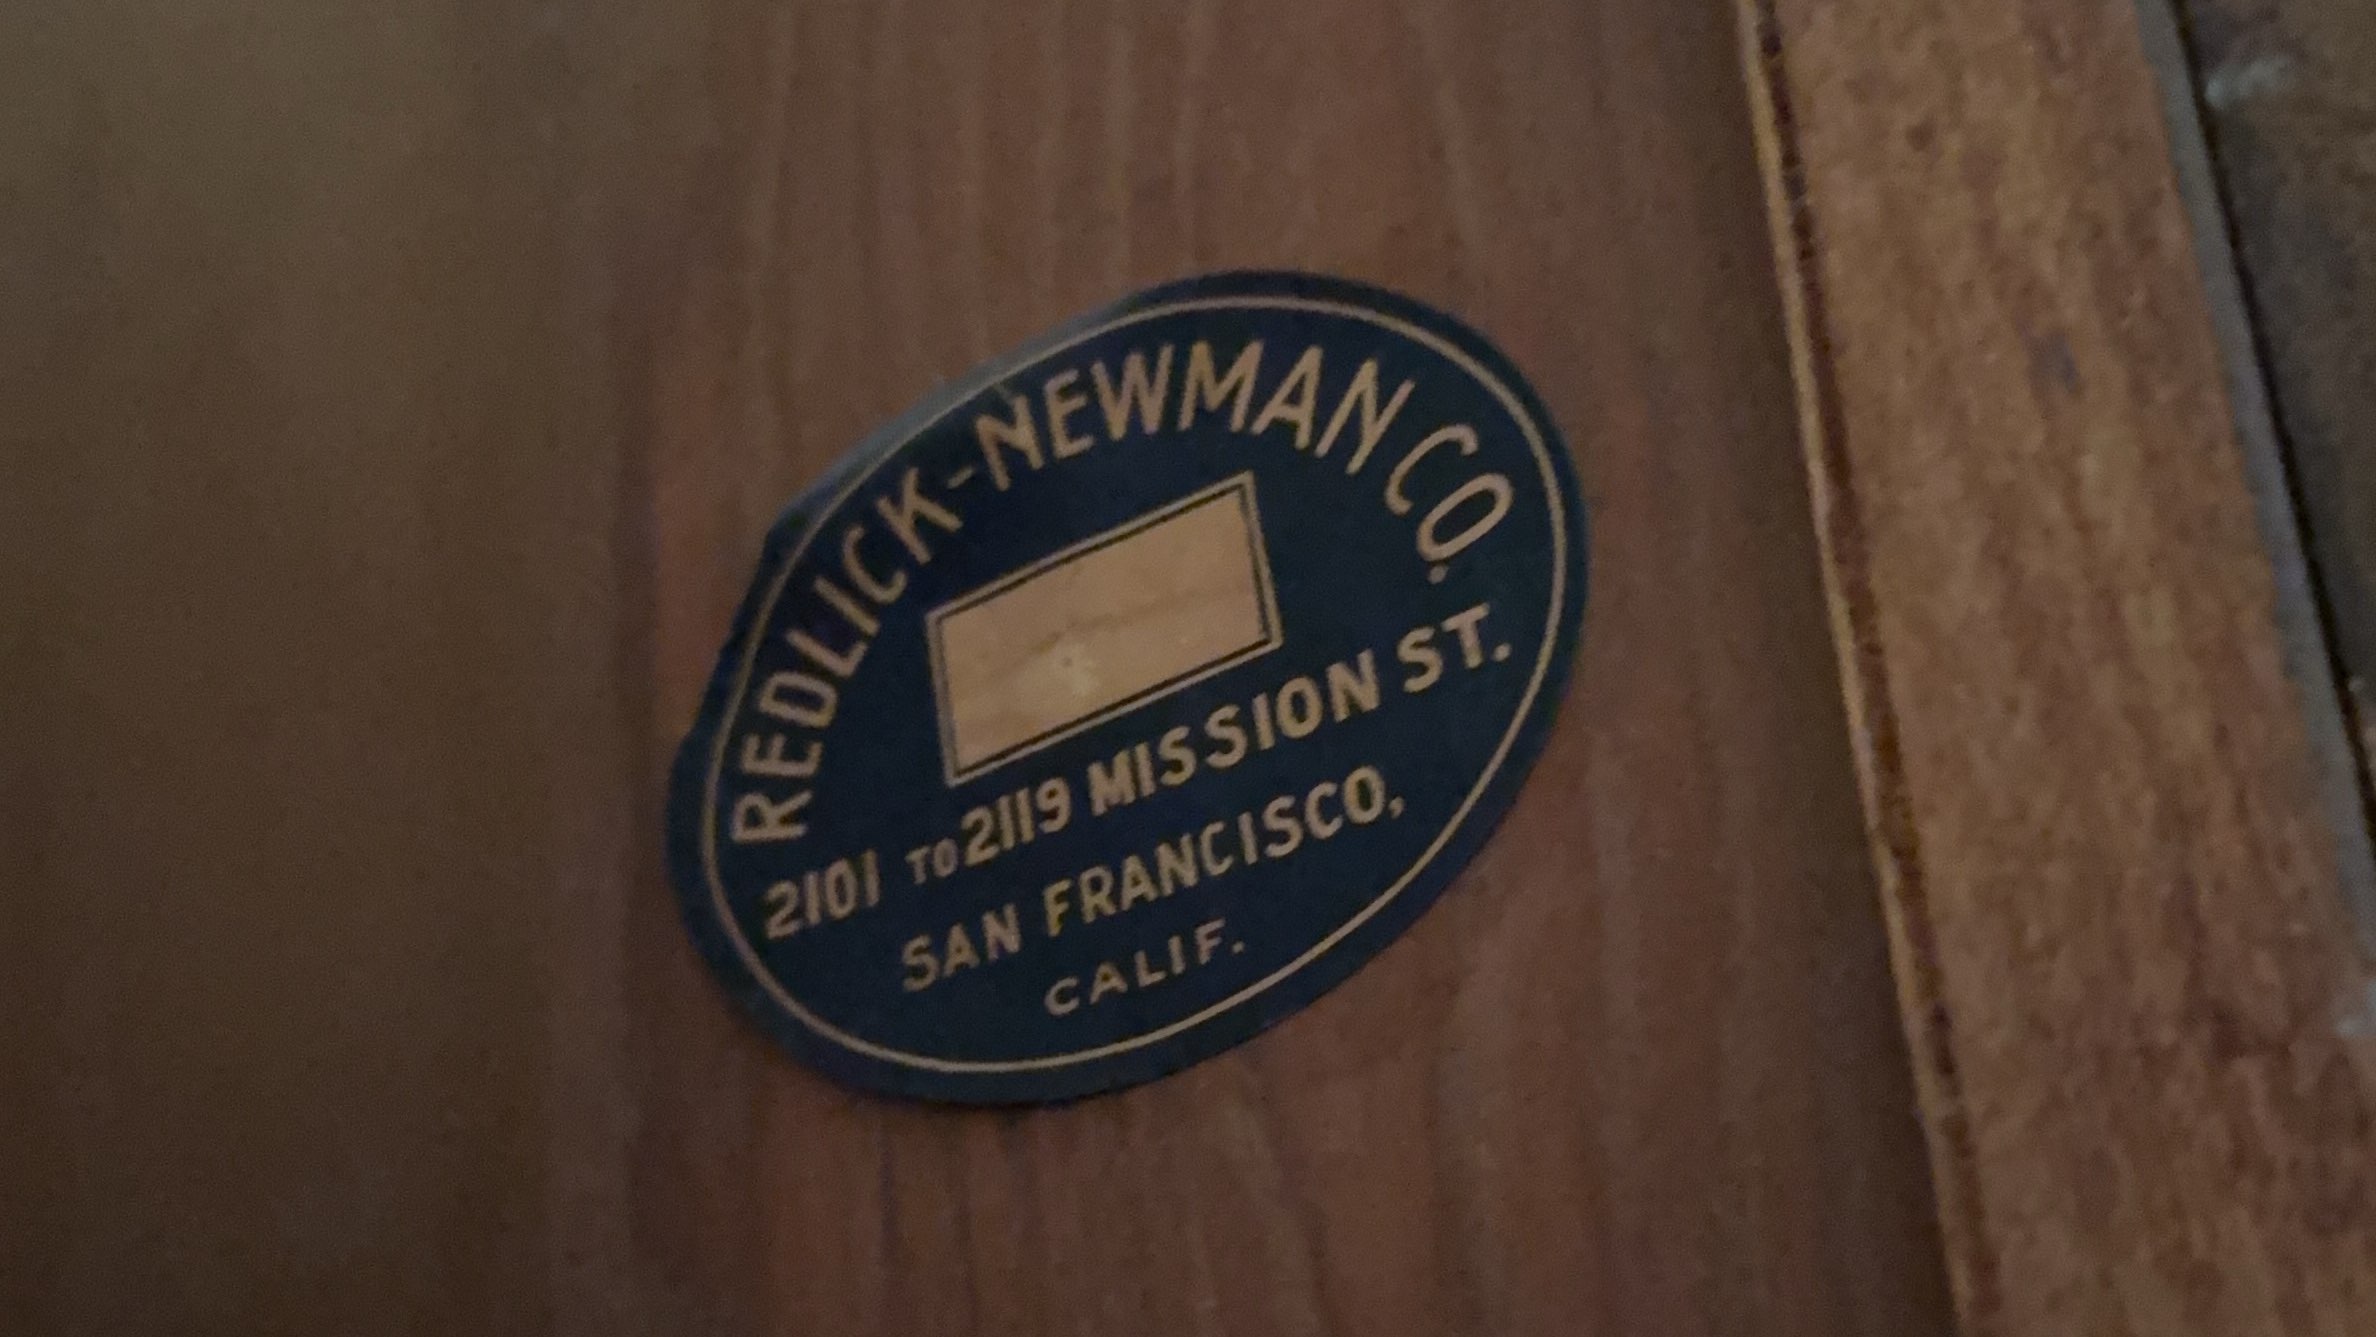 REDLICK-NEWMAN CO.
2101 TO 2119 MISSION ST.
SAN FRANCISCO,
CALIF.